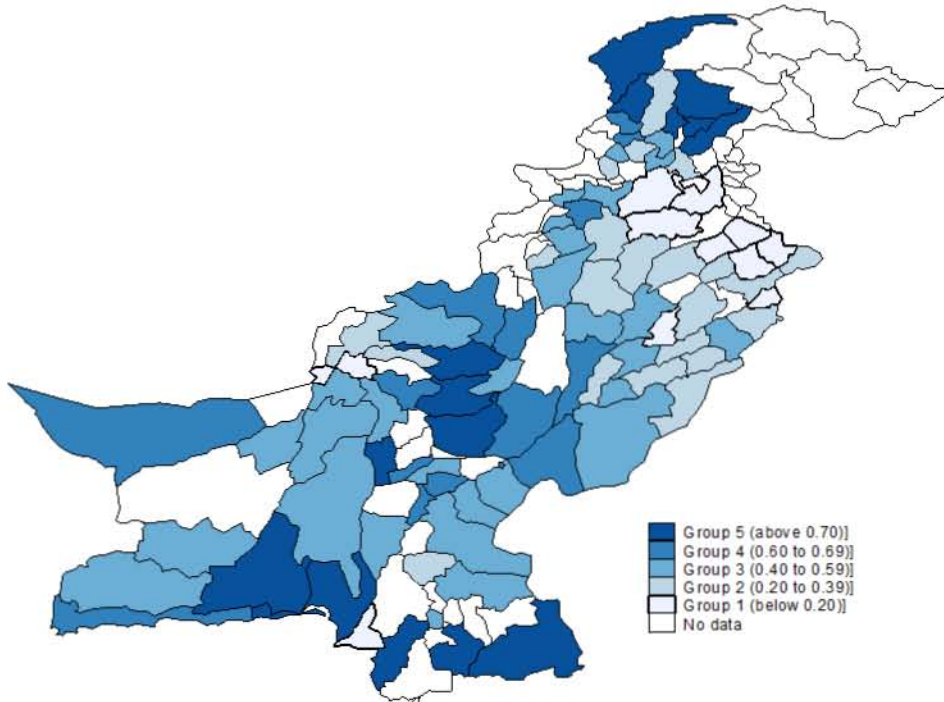 Group 5 (above 0.70)]
Group 4 (0.60 to 0.69)]
Group 3 (0.40 to 0.59)]
Group 2 (0.20 to 0.39)]
Group 1 (below 0.20)]
No data